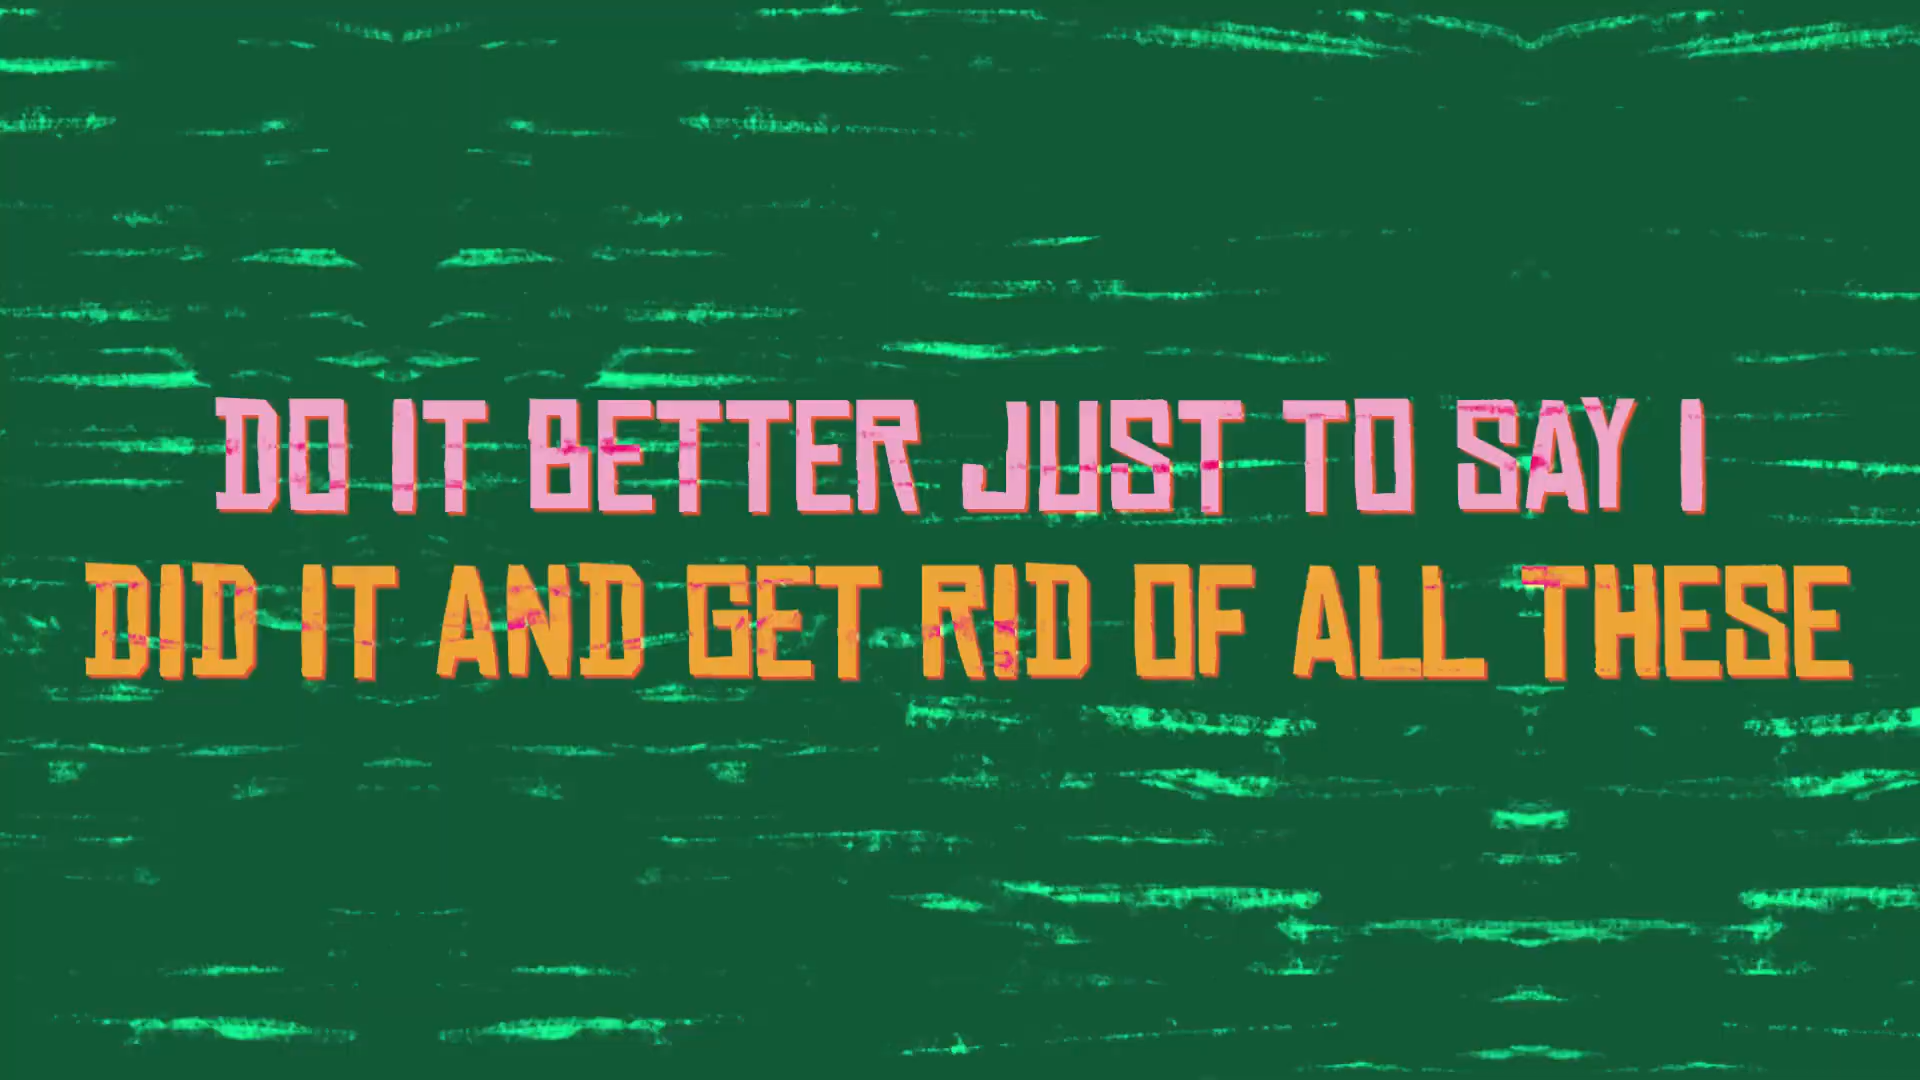 DO IT BETTER JUST TO SAY I
DID IT AND GET RID OF ALL THESE